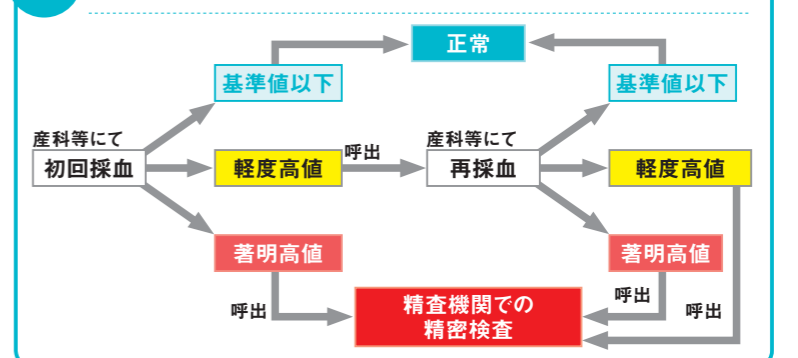 正常
基準値以下
基準値以下
産科等にて
初回採血
軽度高値
呼出
産科等にて
再採血
軽度高値
著明高値
著明高値
呼出
精査機関での
精密検査
呼出
呼出